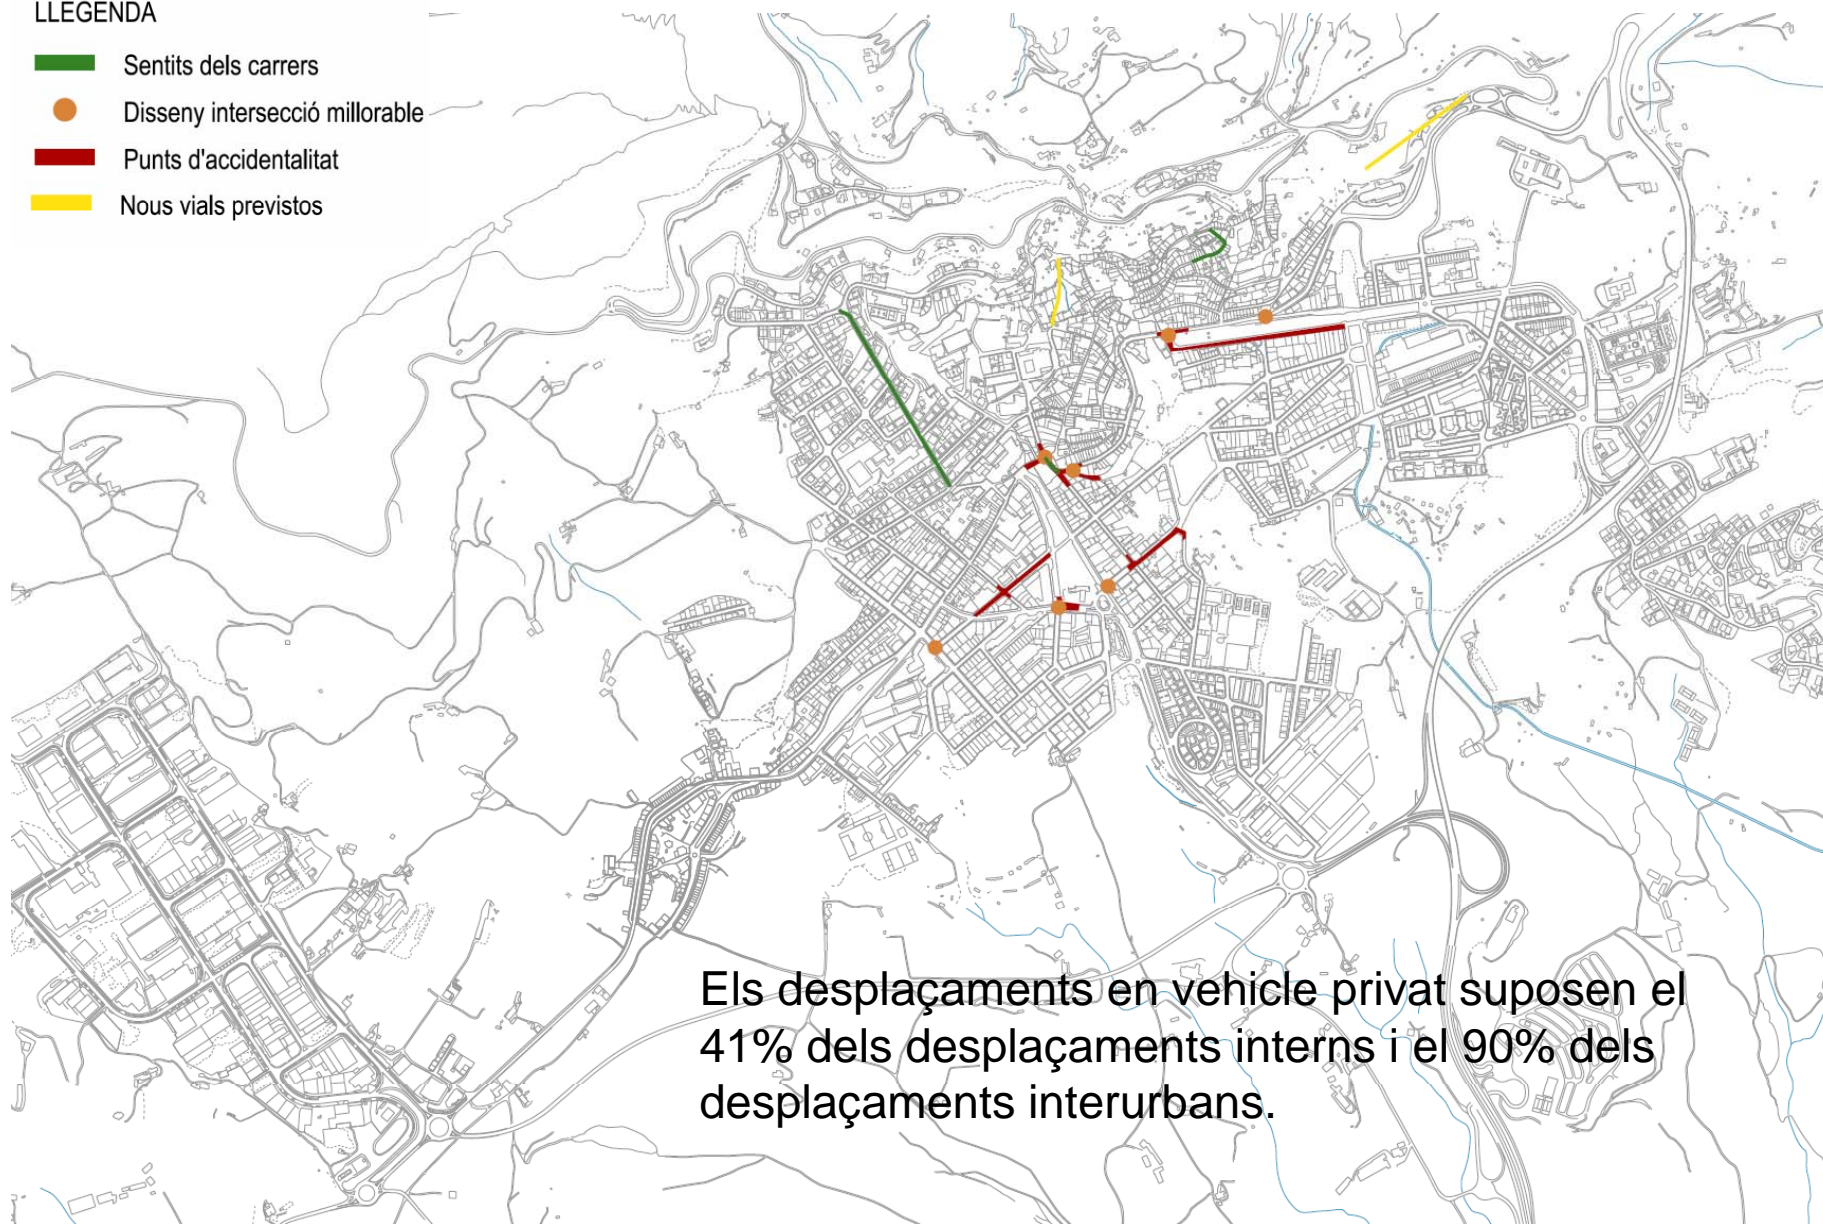 LLEGENDA
Sentits dels carrers
Disseny intersecció millorable
Punts d'accidentalitat
Nous vials previstos
Els desplaçaments en vehicle privat suposen el
41% dels desplaçaments interns i el 90% dels
desplaçaments interurbans.